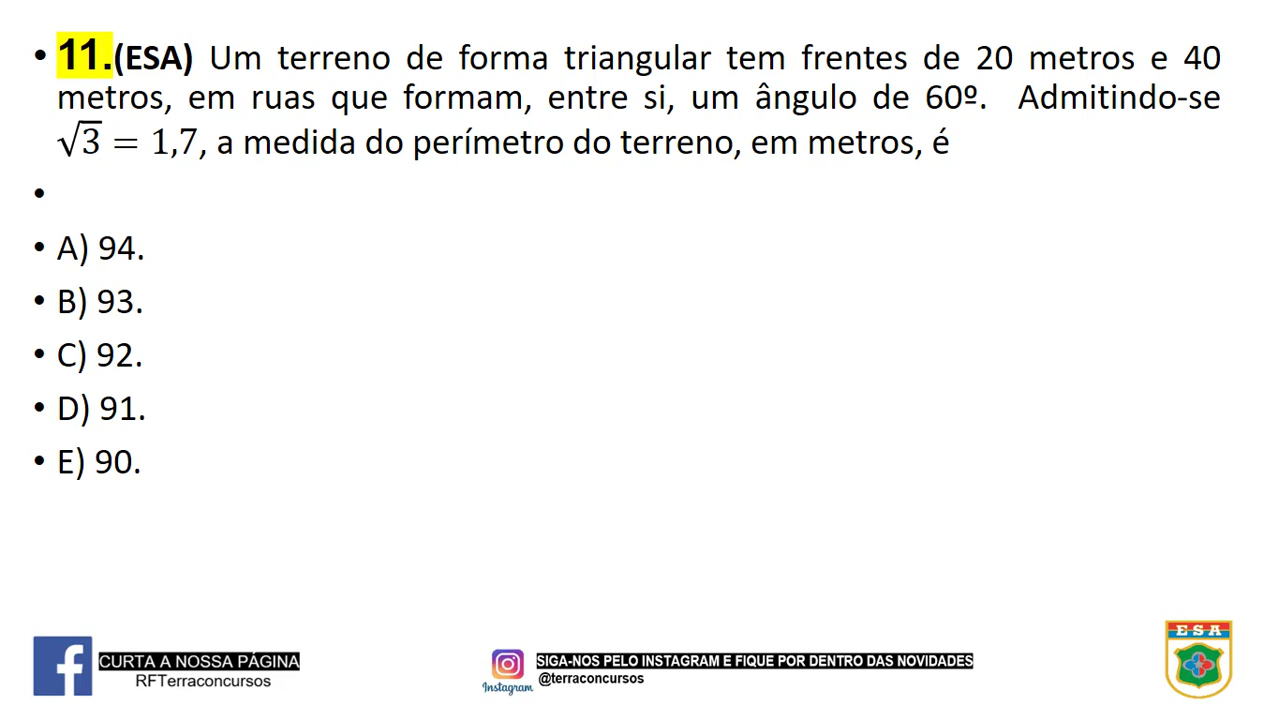 • 11.(ESA) Um terreno de forma triangular tem frentes de 20 metros e 40
metros, em ruas que formam, entre si, um ângulo de 60º. Admitindo-se
√3 = 1,7, a medida do perímetro do terreno, em metros, é
•
• A) 94.
• B) 93.
• C) 92.
• D) 91.
• E) 90.
CURTA A NOSSA PÁGINA
RFTerraconcursos
Instagram
SIGA-NOS PELO INSTAGRAM E FIQUE POR DENTRO DAS NOVIDADES
@terraconcursos
ESA